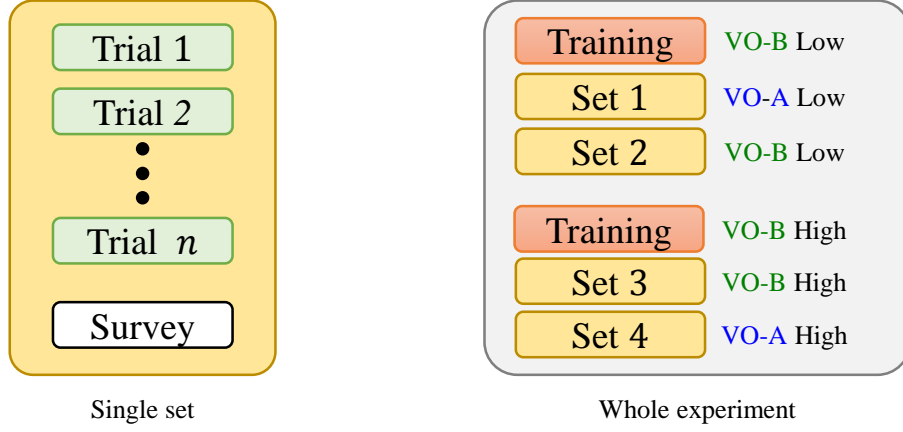 Trial 1
Trial 2
Trial n
Survey
Single set
Training VO-B Low
Set 1 VO-A Low
Set 2 VO-B Low
Training VO-B High
Set 3 VO-B High
Set 4 VO-A High
Whole experiment